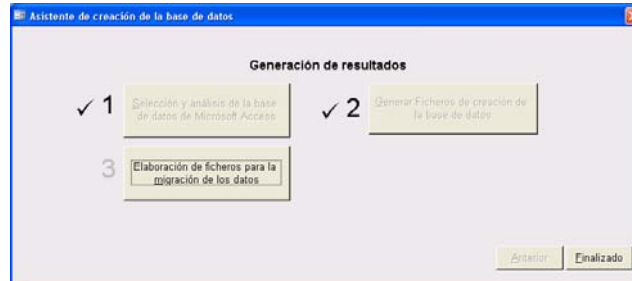 Asistente de creación de la base de datos
Generación de resultados
✓ 1
Selección y análisis de la base
de datos de Microsoft Access
✓ 2
Generar Ficheros de creación de
la base de datos
3
Elaboración de ficheros para la
migración de los datos
Anterior
Finalizado